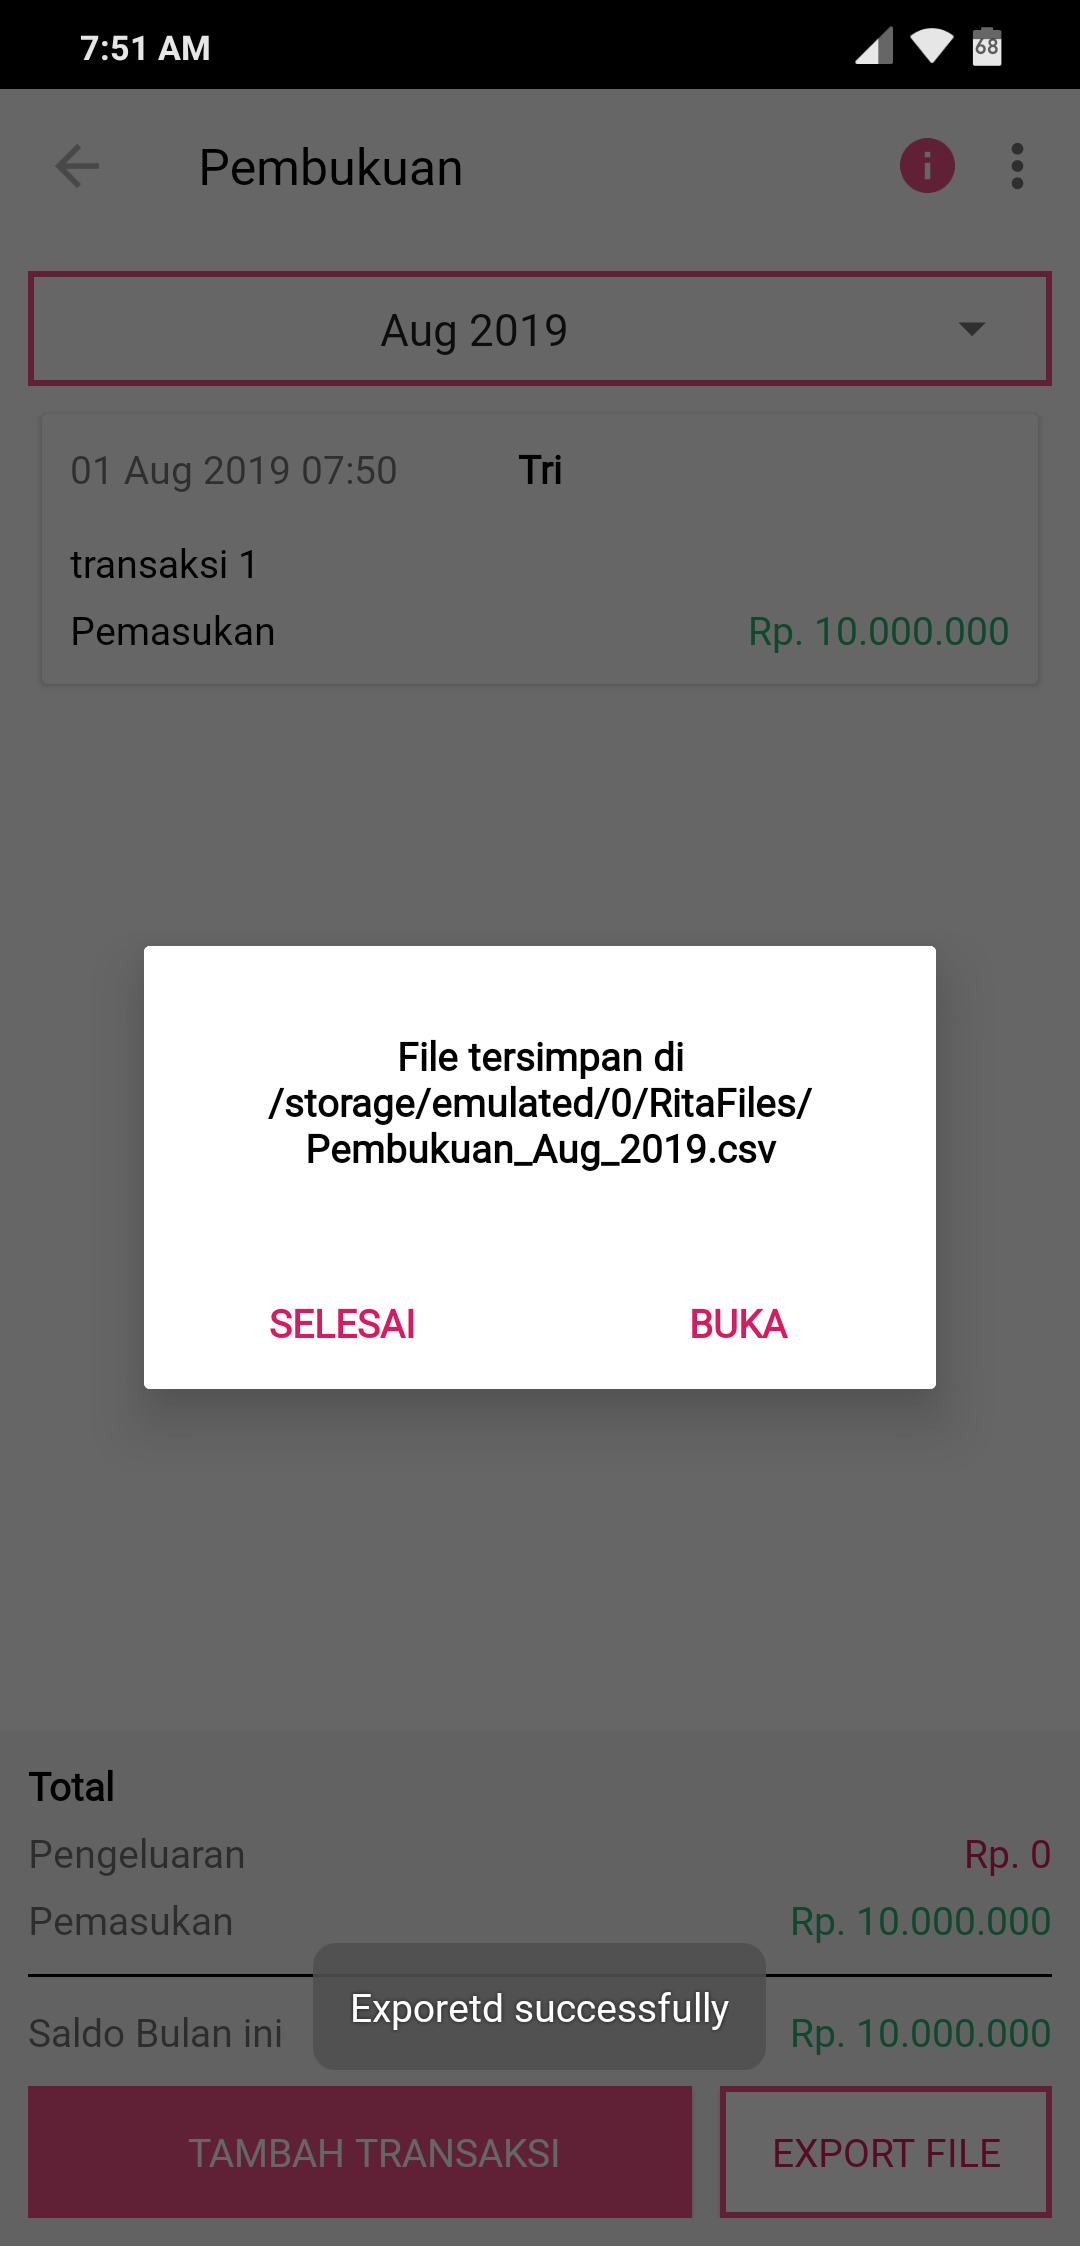 7:51 AM
68
Pembukuan
Aug 2019
01 Aug 2019 07:50 Tri
transaksi 1
Pemasukan Rp. 10.000.000
File tersimpan di
/storage/emulated/0/RitaFiles/
Pembukuan_Aug_2019.csv
SELESAI BUKA
Total
Pengeluaran Rp. 0
Pemasukan Rp. 10.000.000
Exporetd successfully
Saldo Bulan ini Rp. 10.000.000
TAMBAH TRANSAKSI EXPORT FILE